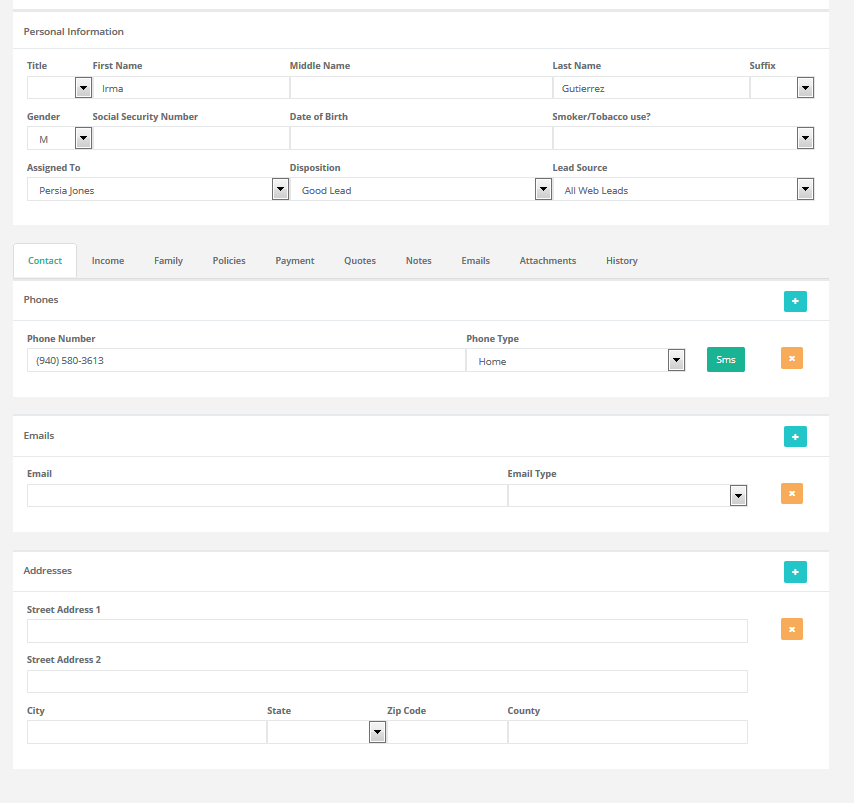 Personal Information
Title First Name Middle Name Last Name Suffix
Irma Gutierrez
Gender Social Security Number Date of Birth Smoker/Tobacco use?
M
Assigned To Disposition Lead Source
Persia Jones Good Lead All Web Leads
Contact Income Family Policies Payment Quotes Notes Emails Attachments History
Phones +
Phone Number Phone Type
(940) 580-3613 Home Sms ×
Emails +
Email Email Type
×
Addresses +
Street Address 1
×
Street Address 2
City State Zip Code County